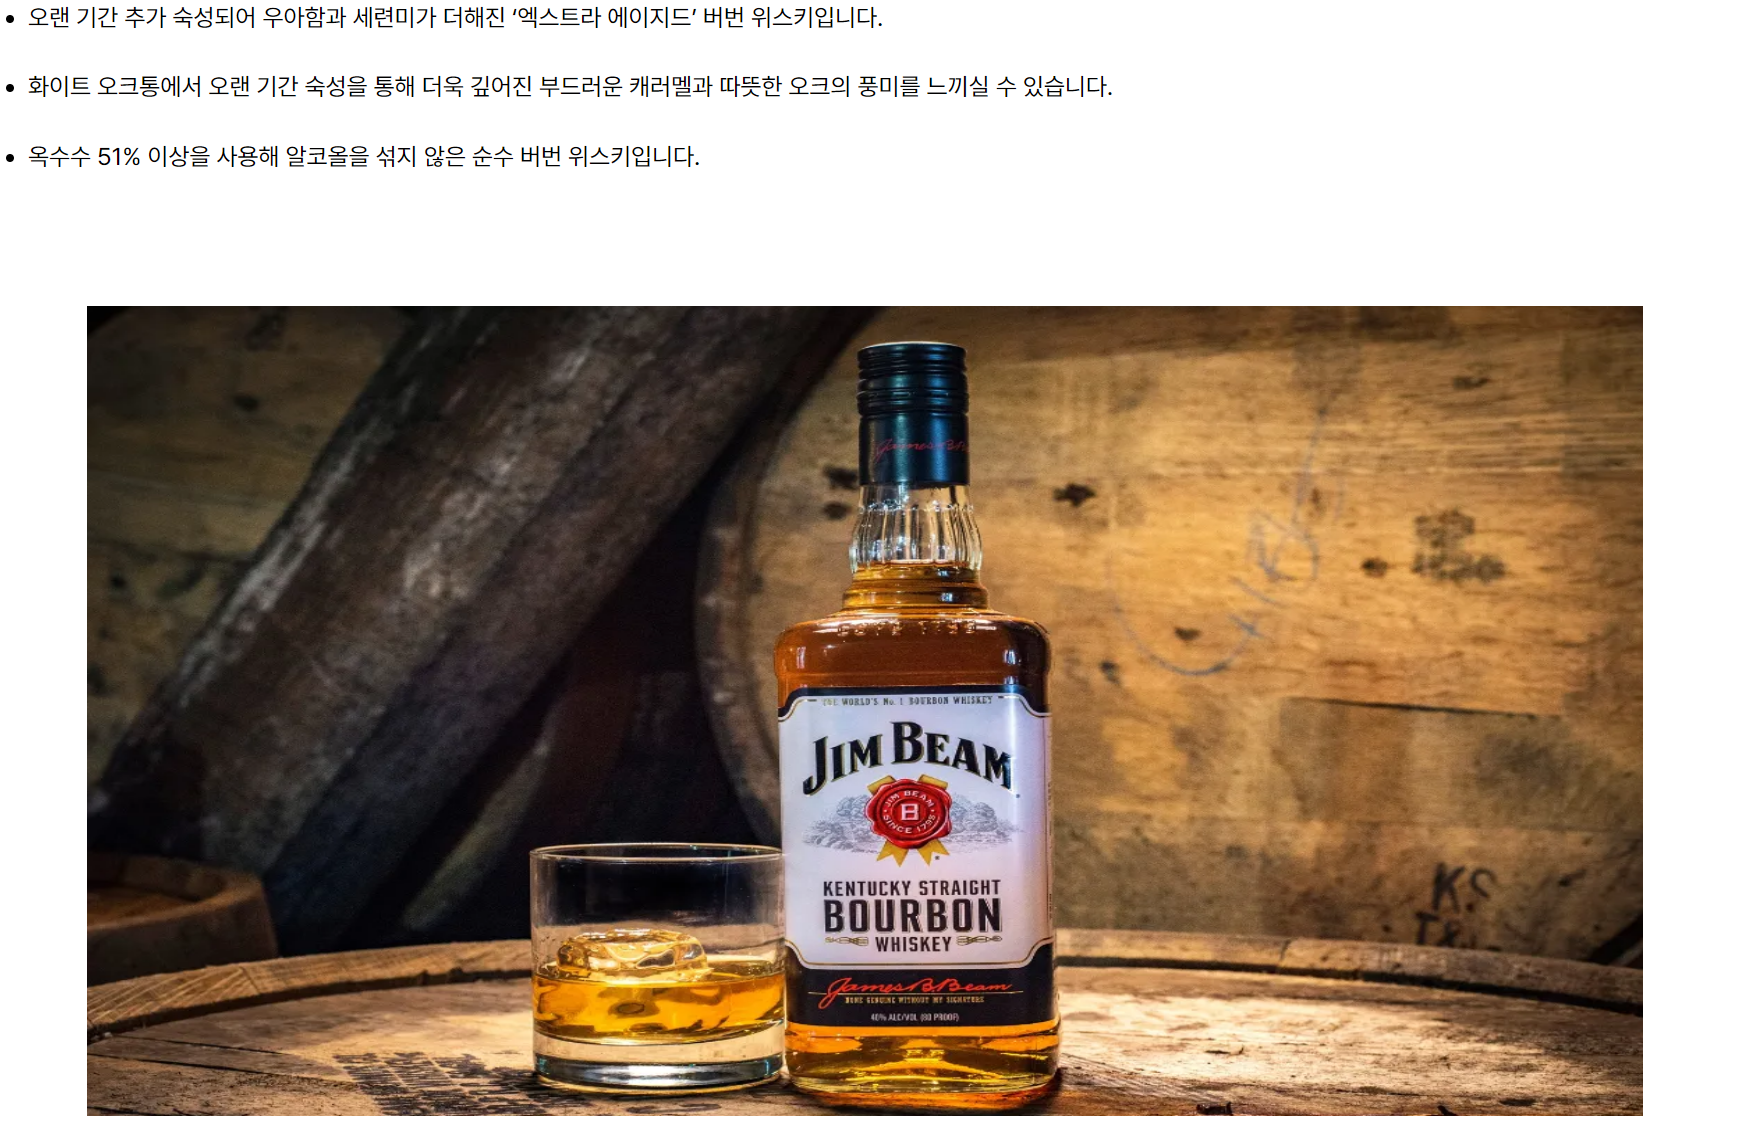 오랜 기간 추가 숙성되어 우아함과 세련미가 더해진 ‘엑스트라 에이지드’ 버번 위스키입니다.
화이트 오크통에서 오랜 기간 숙성을 통해 더욱 깊어진 부드러운 캐러멜과 따뜻한 오크의 풍미를 느끼실 수 있습니다.
옥수수 51% 이상을 사용해 알코올을 섞지 않은 순수 버번 위스키입니다.
THE WORLD'S No. 1 BOURBON WHISKEY
JIM BEAM
JIM BEAM
B
SINCE 1795
KENTUCKY STRAIGHT
BOURBON
WHISKEY
James B. Beam
NONE GENUINE WITHOUT MY SIGNATURE
40% ALC/VOL (80 PROOF)